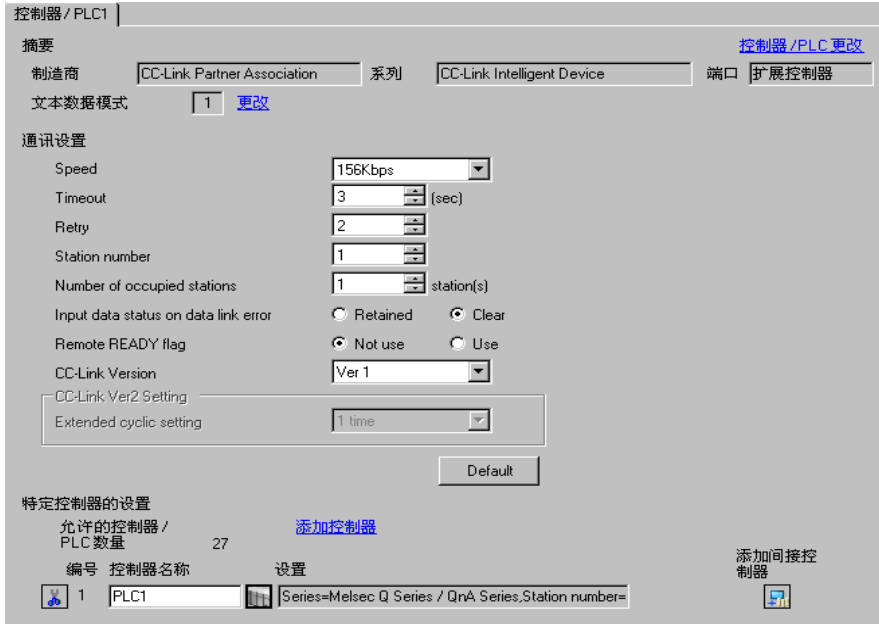 控制器/PLC1
摘要 控制器/PLC更改
制造商 CC-Link Partner Association 系列 CC-Link Intelligent Device 端口 扩展控制器
文本数据模式 1 更改
通讯设置
Speed 156Kbps
Timeout 3 (sec)
Retry 2
Station number 1
Number of occupied stations 1 station(s)
Input data status on data link error Retained Clear
Remote READY flag Not use Use
CC-Link Version Ver 1
CC-Link Ver2 Setting
Extended cyclic setting 1 time
Default
特定控制器的设置
允许的控制器/
PLC数量 27 添加控制器
编号 控制器名称 设置 添加间接控
制器
1 PLC1 Series=Melsec Q Series / QnA Series,Station number=